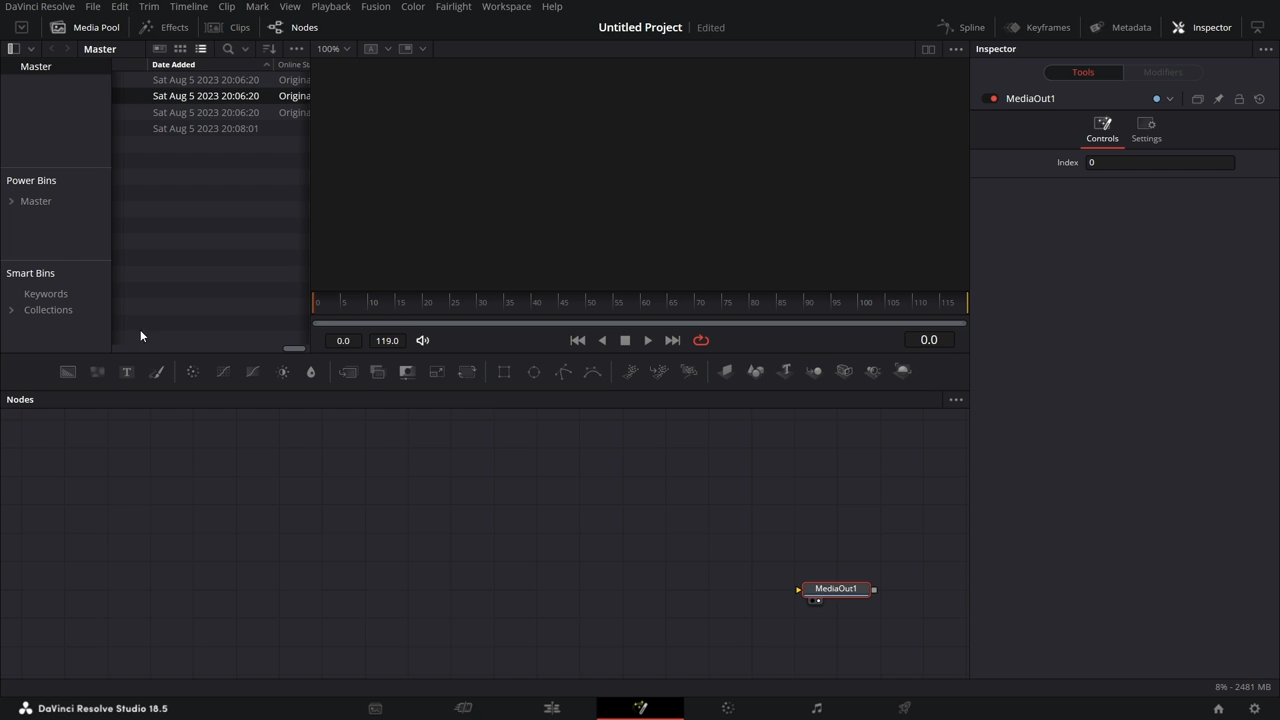 DaVinci Resolve File Edit Trim Timeline Clip Mark View Playback Fusion Color Fairlight Workspace Help
Media Pool Effects Clips Nodes Untitled Project Edited Spline Keyframes Metadata Inspector
Master 100% Inspector
Master Date Added Online St
Sat Aug 5 2023 20:06:20 Origina
Sat Aug 5 2023 20:06:20 Origina
Sat Aug 5 2023 20:06:20 Origina
Sat Aug 5 2023 20:08:01
Tools Modifiers
MediaOut1
Controls Settings
Index 0
Power Bins
Master
Smart Bins
Keywords
Collections
0 5 10 15 20 25 30 35 40 45 50 55 60 65 70 75 80 85 90 95 100 105 110 115
0.0 119.0 0.0
T T
Nodes
MediaOut1
8% - 2481 MB
DaVinci Resolve Studio 18.5